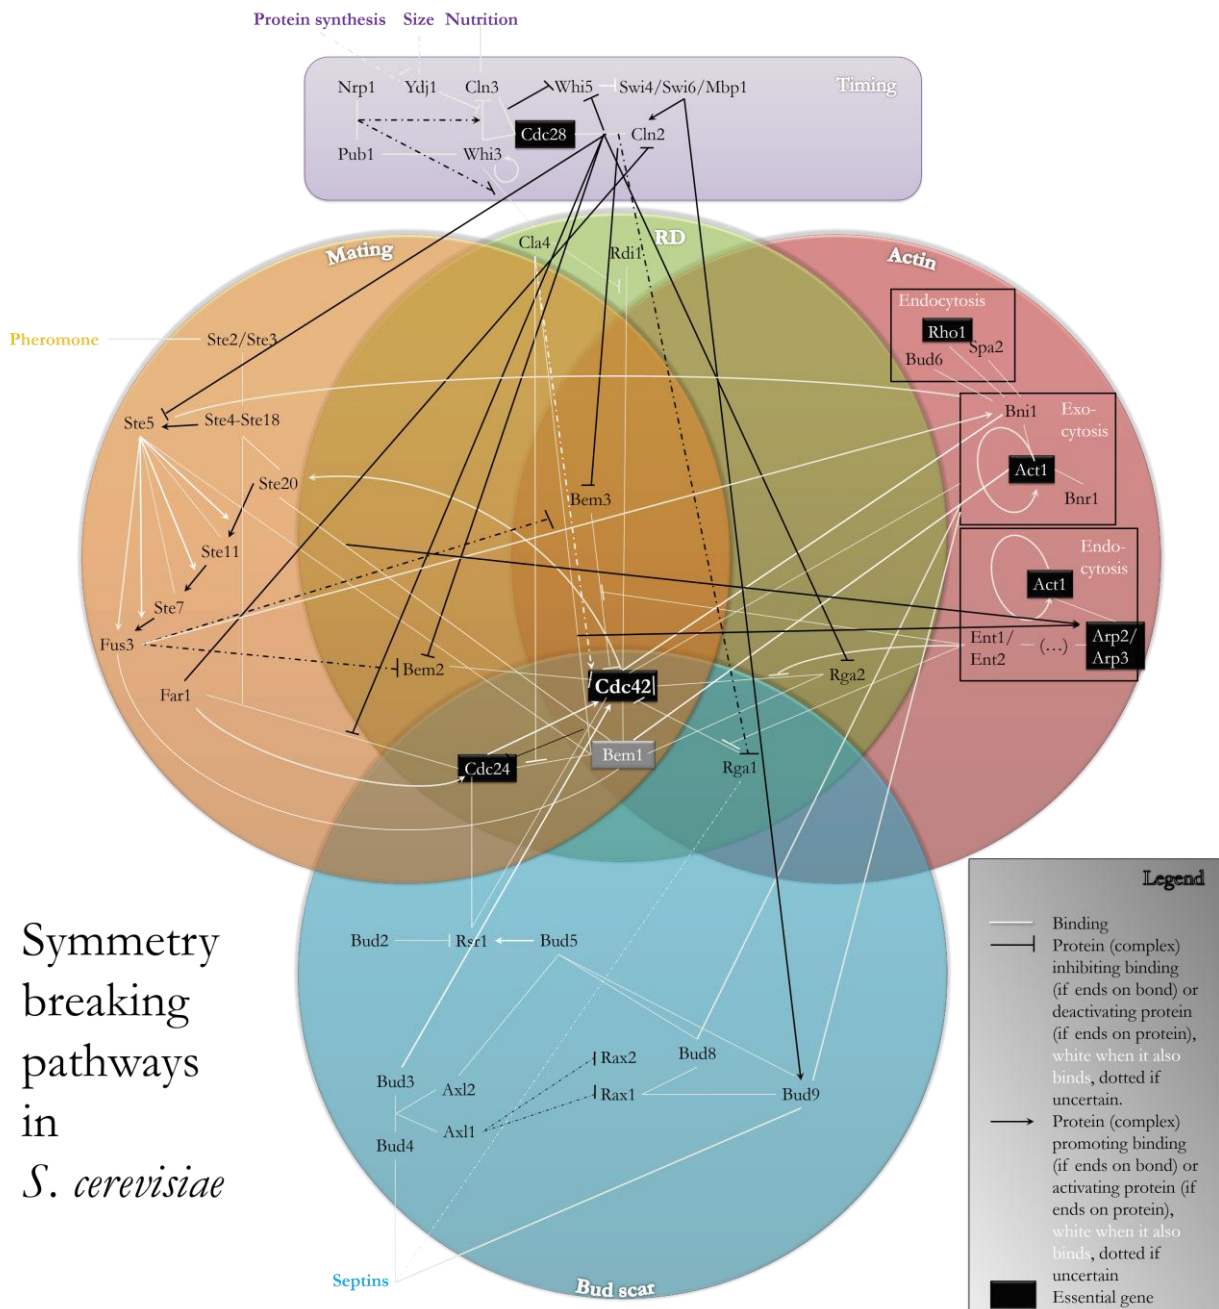 Protein synthesis Size Nutrition
Timing
Nrp1 Ydj1 Cln3 Whi5 Swi4/Swi6/Mbp1
Cdc28 Cln2
Pub1 Whi3
Mating
RD
Actin
Cla4
Rdi1
Endocytosis
Rho1
Spa2
Bud6
Pheromone
Ste2/Ste3
Ste5
Ste4-Ste18
Bni1
Exo-
cytosis
Act1
Bnr1
Ste20
Bem3
Ste11
Endo-
cytosis
Act1
Ste7
Fus3
Ent1/
Ent2
(...)
Arp2/
Arp3
Far1
Bem2
Cdc42
Rga2
Cdc24
Bem1
Rga1
Symmetry
breaking
pathways
in
S. cerevisiae
Bud2 Rsr1 Bud5
Rax2
Bud8
Bud3
Axl2
Rax1
Bud9
Axl1
Bud4
Septins
Bud scar
Legend
Binding
Protein (complex)
inhibiting binding
(if ends on bond) or
deactivating protein
(if ends on protein),
white when it also
binds, dotted if
uncertain.
Protein (complex)
promoting binding
(if ends on bond) or
activating protein (if
ends on protein),
white when it also
binds, dotted if
uncertain
Essential gene